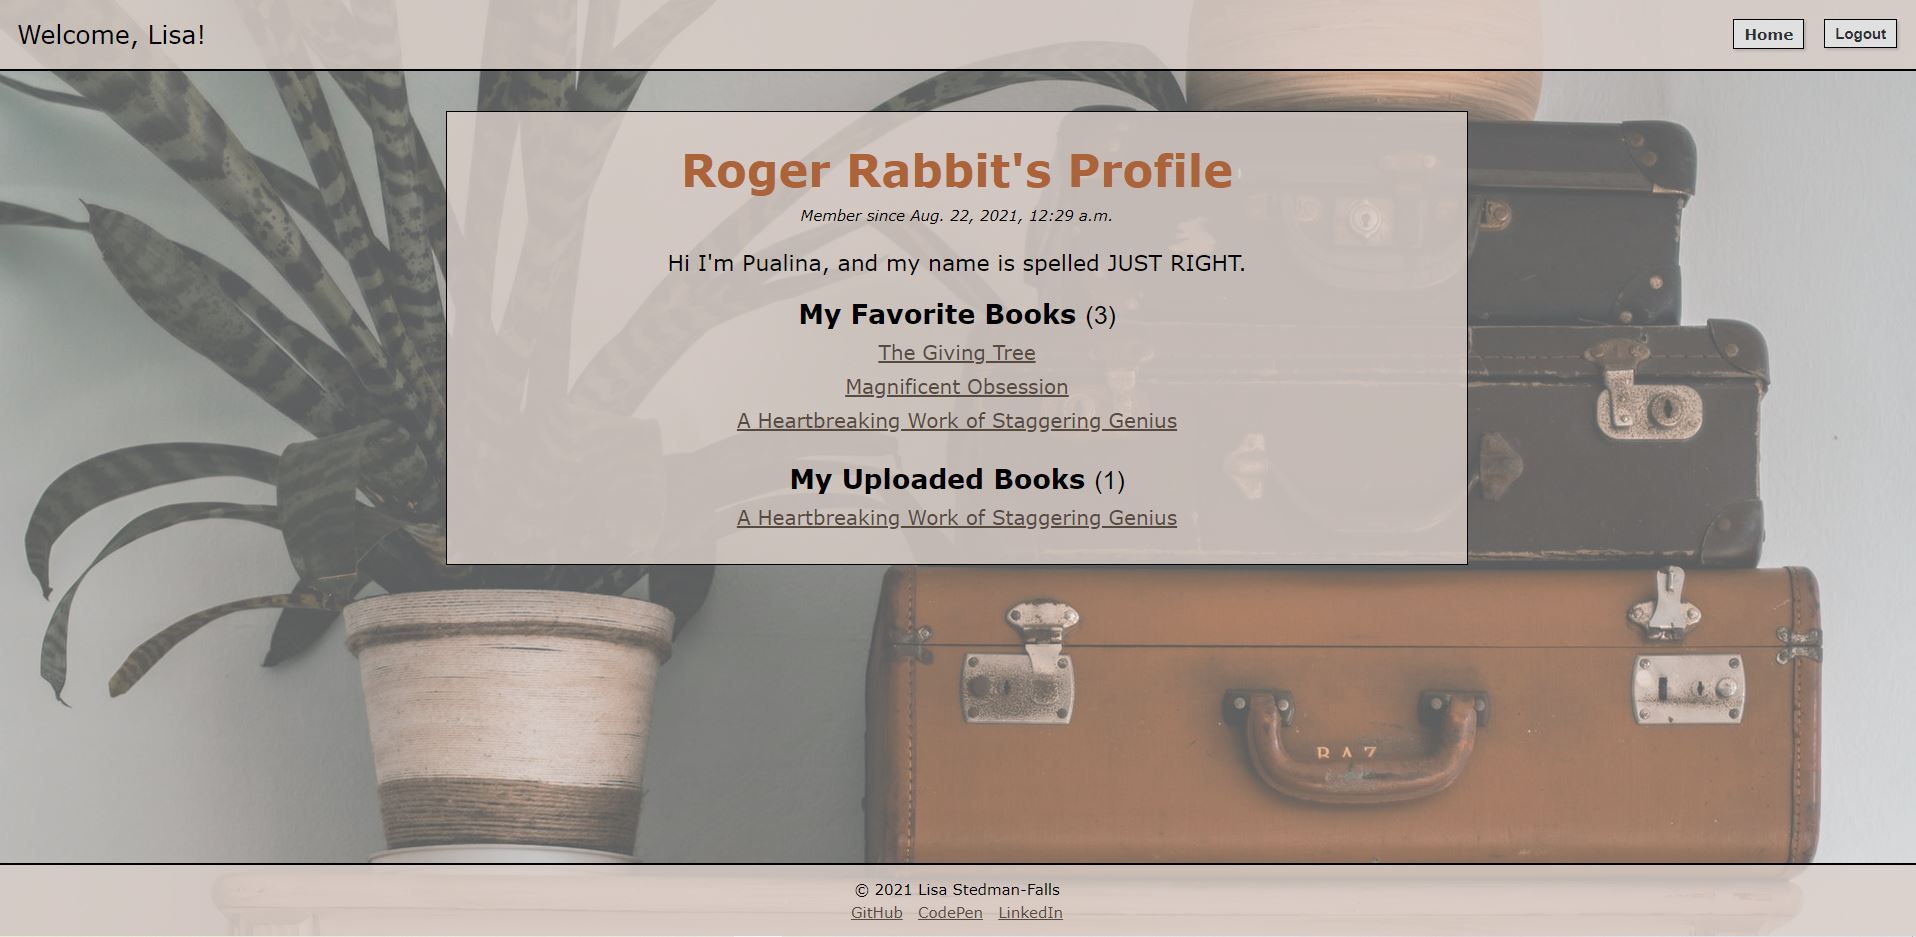 Welcome, Lisa!
Home
Logout
Roger Rabbit's Profile
Member since Aug. 22, 2021, 12:29 a.m.
Hi I'm Pualina, and my name is spelled JUST RIGHT.
My Favorite Books (3)
The Giving Tree
Magnificent Obsession
A Heartbreaking Work of Staggering Genius
My Uploaded Books (1)
A Heartbreaking Work of Staggering Genius
B A Z
© 2021 Lisa Stedman-Falls
GitHub CodePen LinkedIn